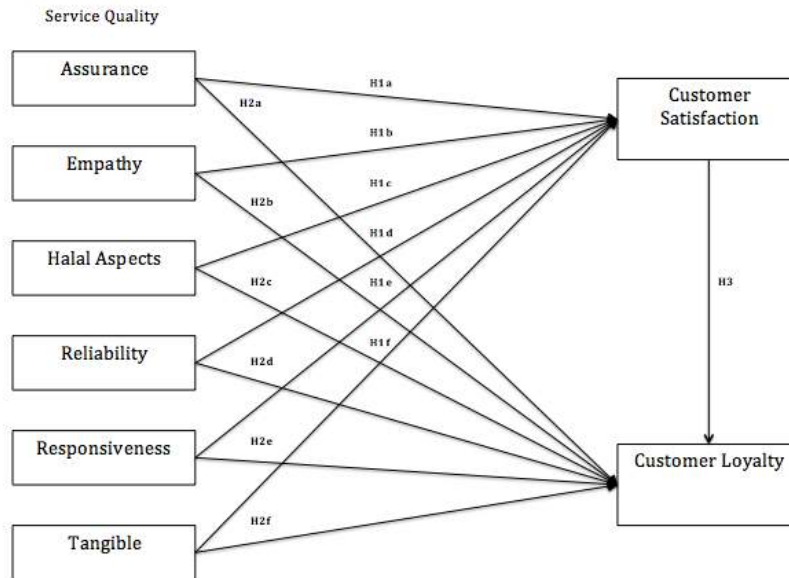 Service Quality
Assurance
Empathy
Halal Aspects
Reliability
Responsiveness
Tangible
H1a
H2a
H1b
H1c
H2b
H1d
H2c
H1e
H1f
H2d
H2e
H2f
Customer
Satisfaction
H3
Customer Loyalty